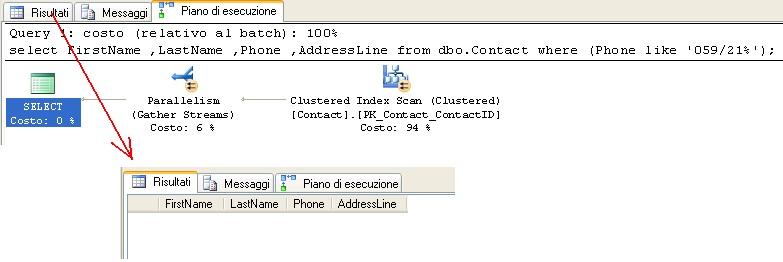 Risultati Messaggi Piano di esecuzione
Query 1: costo (relativo al batch): 100%
select FirstName ,LastName ,Phone ,AddressLine from dbo.Contact where (Phone like '059/21%');
SELECT
Costo: 0 %
Parallelism
(Gather Streams)
Costo: 6 %
Clustered Index Scan (Clustered)
[Contact].[PK_Contact_ContactID]
Costo: 94 %
Risultati Messaggi Piano di esecuzione
FirstName LastName Phone AddressLine